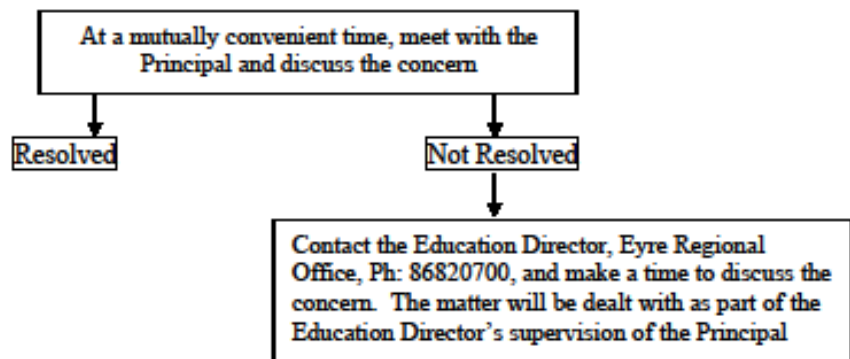 At a mutually convenient time, meet with the
Principal and discuss the concern
Resolved
Not Resolved
Contact the Education Director, Eyre Regional
Office, Ph: 86820700, and make a time to discuss the
concern.  The matter will be dealt with as part of the
Education Director’s supervision of the Principal